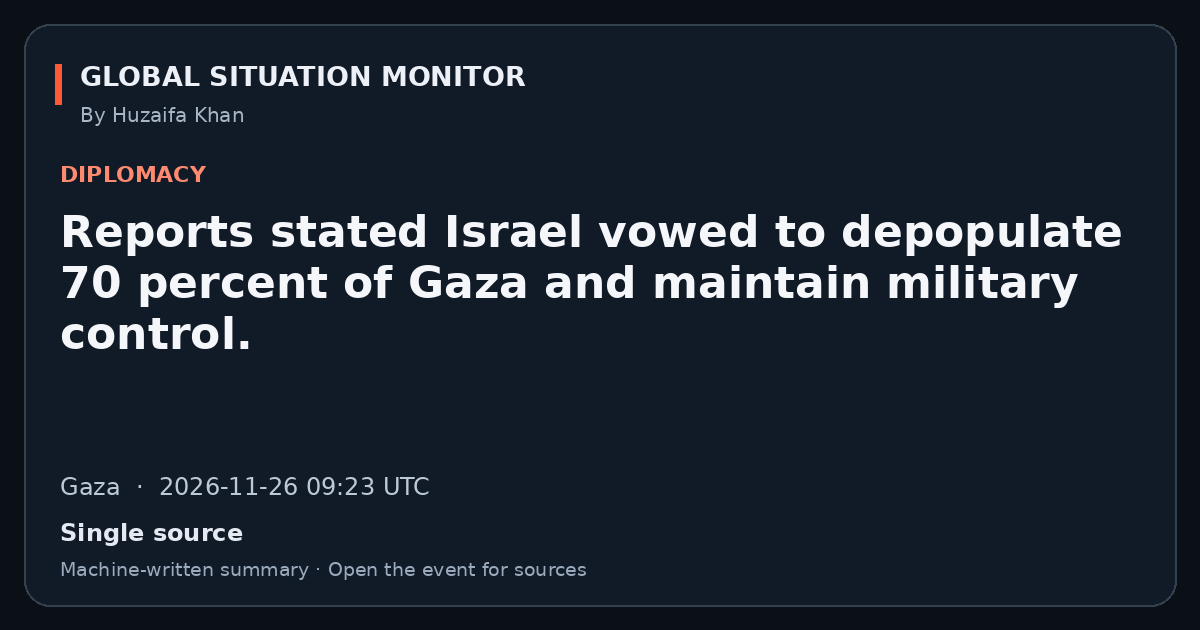 GLOBAL SITUATION MONITOR
By Huzaifa Khan
DIPLOMACY
Reports stated Israel vowed to depopulate
70 percent of Gaza and maintain military
control.
Gaza · 2026-11-26 09:23 UTC
Single source
Machine-written summary · Open the event for sources